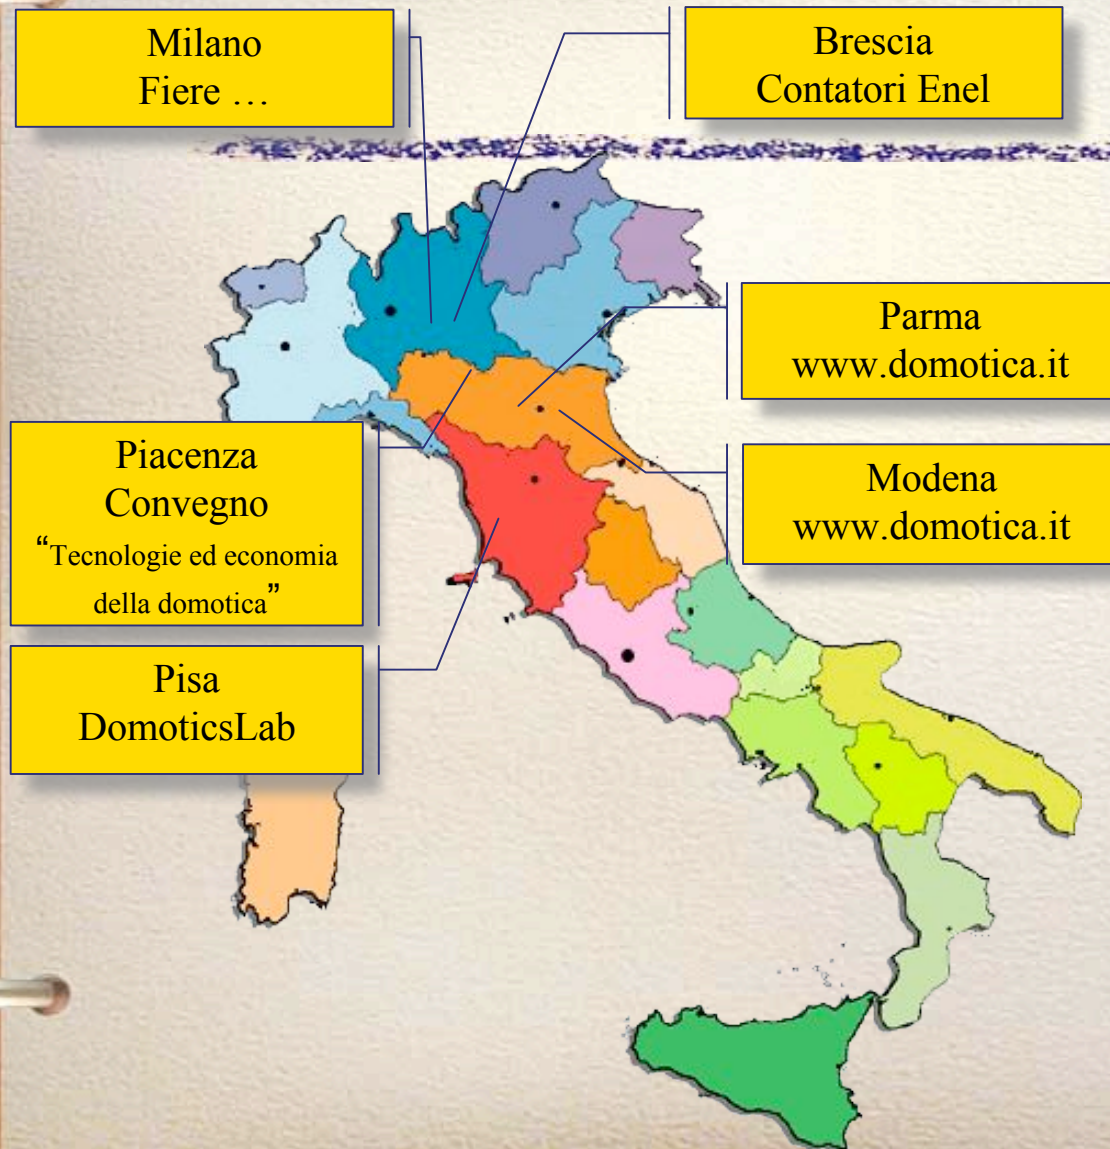 Milano
Fiere …
Brescia
Contatori Enel
Parma
www.domotica.it
Piacenza
Convegno
“Tecnologie ed economia
della domotica”
Modena
www.domotica.it
Pisa
DomoticsLab